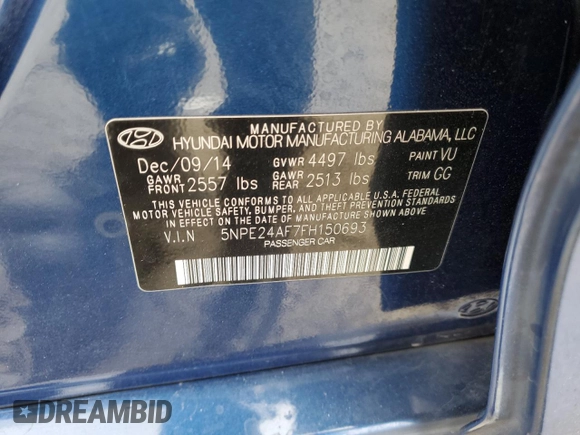 MANUFACTURED BY
HYUNDAI MOTOR MANUFACTURING ALABAMA, LLC
Dec/09/14 GVWR 4497 lbs PAINT VU
GAWR FRONT 2557 lbs GAWR REAR 2513 lbs TRIM GG
THIS VEHICLE CONFORMS TO ALL APPLICABLE U.S.A. FEDERAL
MOTOR VEHICLE SAFETY, BUMPER, AND THEFT PREVENTION STANDARDS
IN EFFECT ON THE DATE OF MANUFACTURE SHOWN ABOVE.
V.I.N 5NPE24AF7FH150693
PASSENGER CAR
DREAMBID